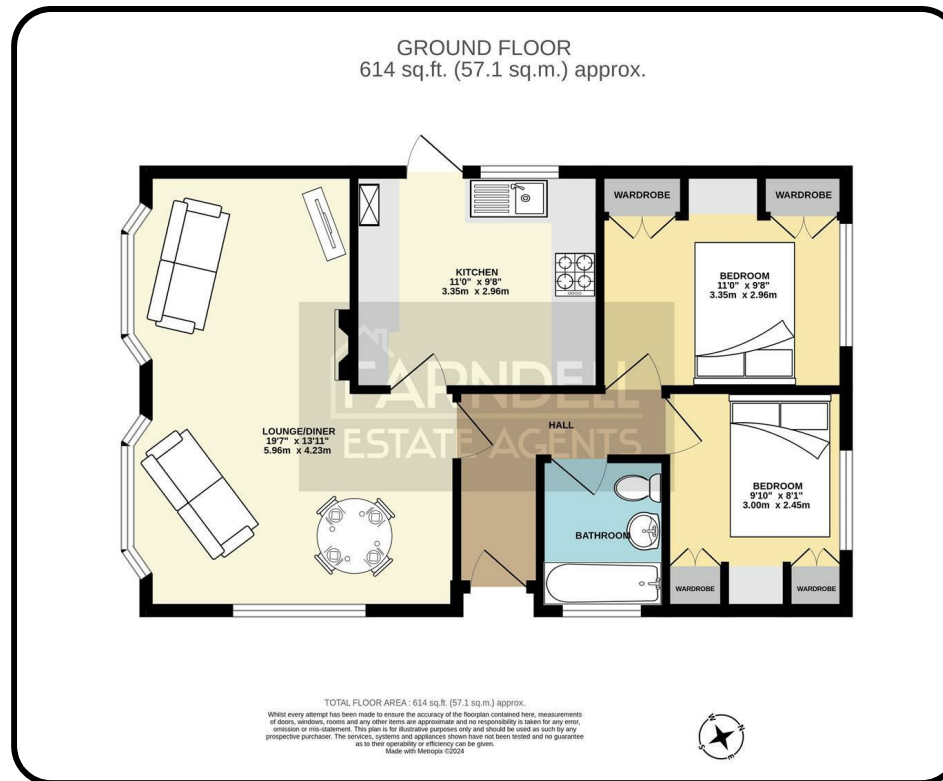 GROUND FLOOR
614 sq.ft. (57.1 sq.m.) approx.
WARDROBE
WARDROBE
KITCHEN
11'0" x 9'8"
3.35m x 2.96m
BEDROOM
11'0" x 9'8"
3.35m x 2.96m
FARNDELL
ESTATE AGENTS
LOUNGE/DINER
19'7" x 13'11"
5.96m x 4.23m
HALL
BEDROOM
9'10" x 8'1"
3.00m x 2.45m
BATHROOM
WARDROBE
WARDROBE
TOTAL FLOOR AREA : 614 sq.ft. (57.1 sq.m.) approx.
Whilst every attempt has been made to ensure the accuracy of the floorplan contained here, measurements
of doors, windows, rooms and any other items are approximate and no responsibility is taken for any error,
omission or mis-statement. This plan is for illustrative purposes only and should be used as such by any
prospective purchaser. The services, systems and appliances shown have not been tested and no guarantee
as to their operability or efficiency can be given.
Made with Metropix ©2024
W
N
S
E